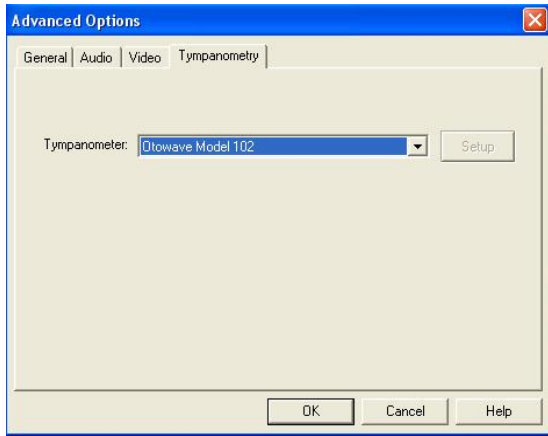 Advanced Options
General Audio Video Tympanometry
Tympanometer: Otowave Model 102 Setup
OK Cancel Help